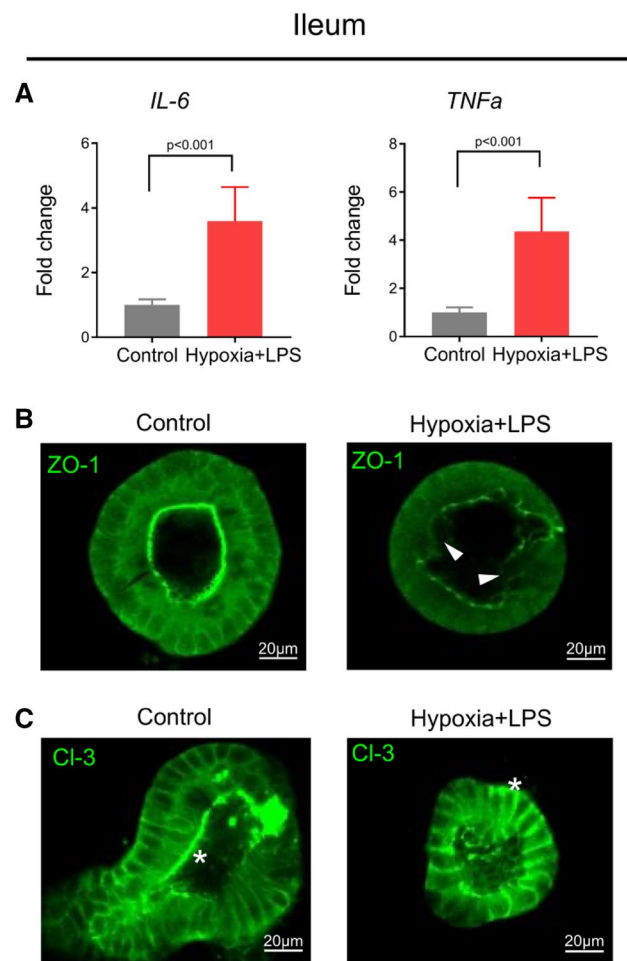 Ileum
A
IL-6
TNFa
Fold change
6
4
2
0
p<0.001
Control
Hypoxia+LPS
Fold change
8
6
4
2
0
p<0.001
Control
Hypoxia+LPS
B
Control
Hypoxia+LPS
ZO-1
20µm
ZO-1
20µm
C
Control
Hypoxia+LPS
Cl-3
*
20µm
Cl-3
*
20µm